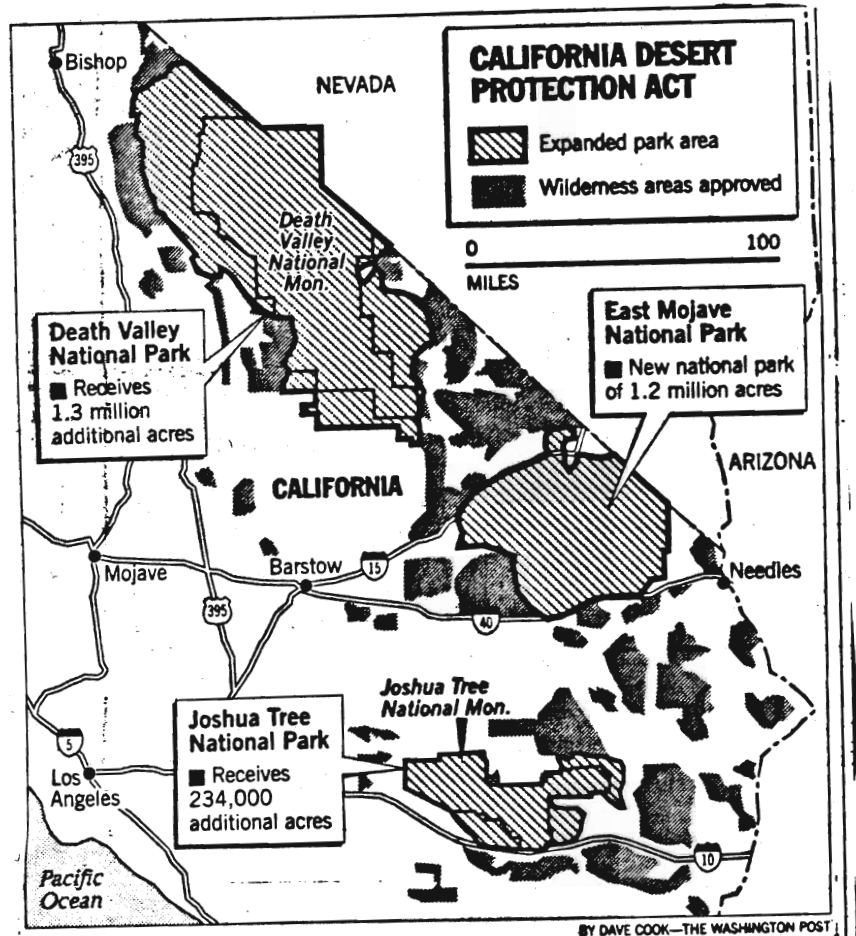 CALIFORNIA DESERT
PROTECTION ACT
Expanded park area
Wilderness areas approved
0 100
MILES
Bishop
NEVADA
395
Death
Valley
National
Mon.
Death Valley
National Park
Receives
1.3 million
additional acres
East Mojave
National Park
New national park
of 1.2 million acres
ARIZONA
CALIFORNIA
Mojave
Barstow
15
Needles
395
40
Joshua Tree
National Mon.
Joshua Tree
National Park
Receives
234,000
additional acres
5
Los
Angeles
10
Pacific
Ocean
BY DAVE COOK—THE WASHINGTON POST